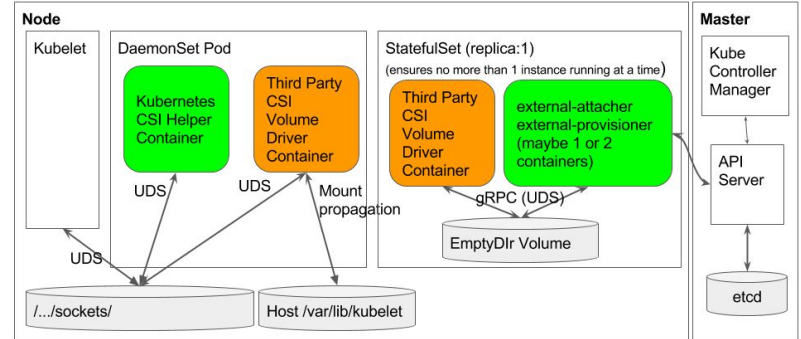 Node
Master
Kubelet
DaemonSet Pod
StatefulSet (replica:1)
(ensures no more than 1 instance running at a time)
Kube
Controller
Manager
Kubernetes
CSI Helper
Container
Third Party
CSI
Volume
Driver
Container
Third Party
CSI
Volume
Driver
Container
external-attacher
external-provisioner
(maybe 1 or 2
containers)
API
Server
UDS
UDS
Mount
propagation
gRPC (UDS)
UDS
EmptyDIr Volume
/.../sockets/
Host /var/lib/kubelet
etcd